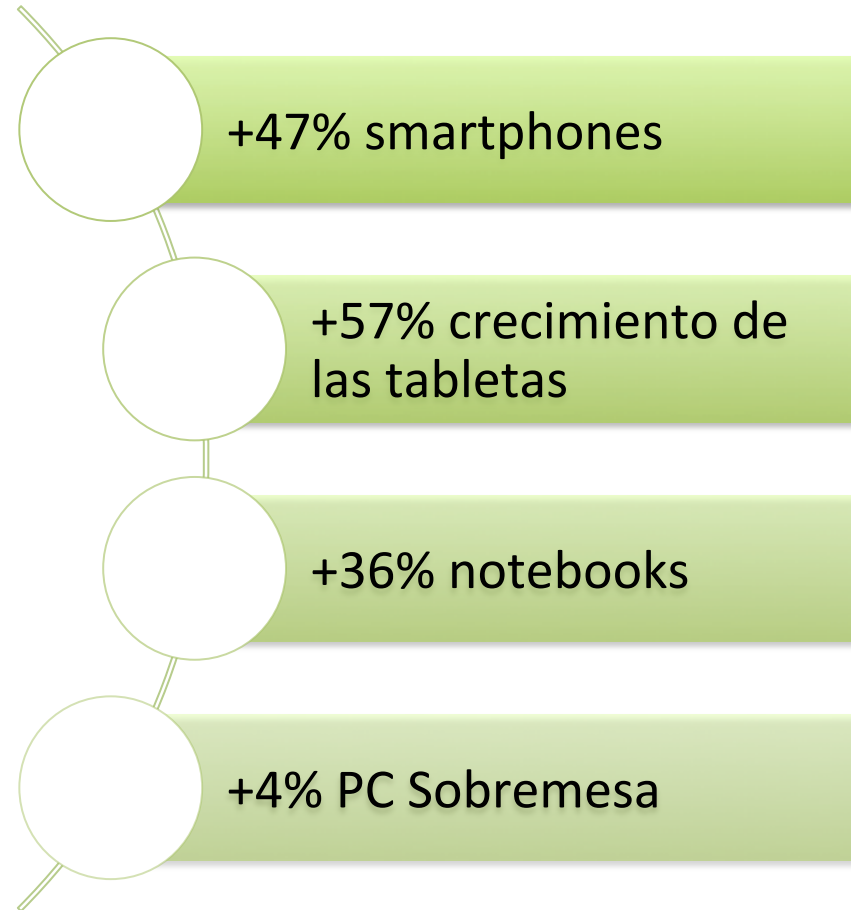 +47% smartphones
+57% crecimiento de
las tabletas
+36% notebooks
+4% PC Sobremesa